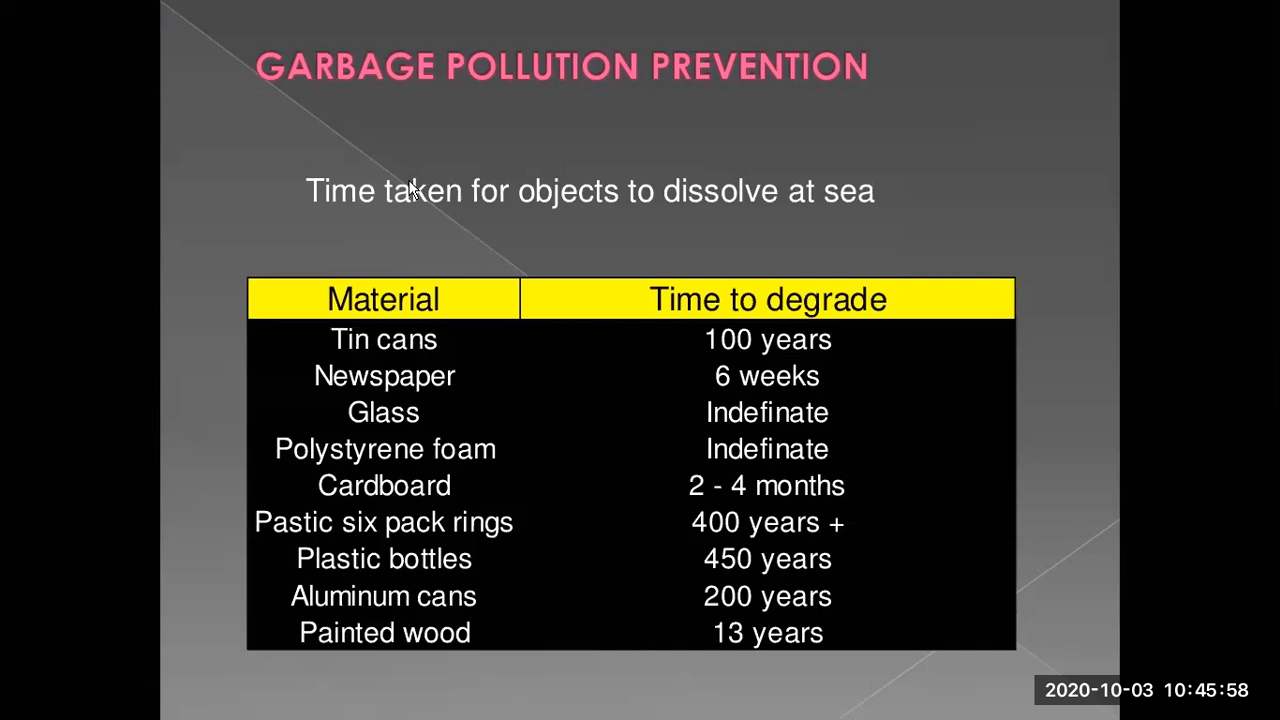 GARBAGE POLLUTION PREVENTION
Time taken for objects to dissolve at sea
Material Time to degrade
Tin cans 100 years
Newspaper 6 weeks
Glass Indefinate
Polystyrene foam Indefinate
Cardboard 2 - 4 months
Pastic six pack rings 400 years +
Plastic bottles 450 years
Aluminum cans 200 years
Painted wood 13 years
2020-10-03 10:45:58